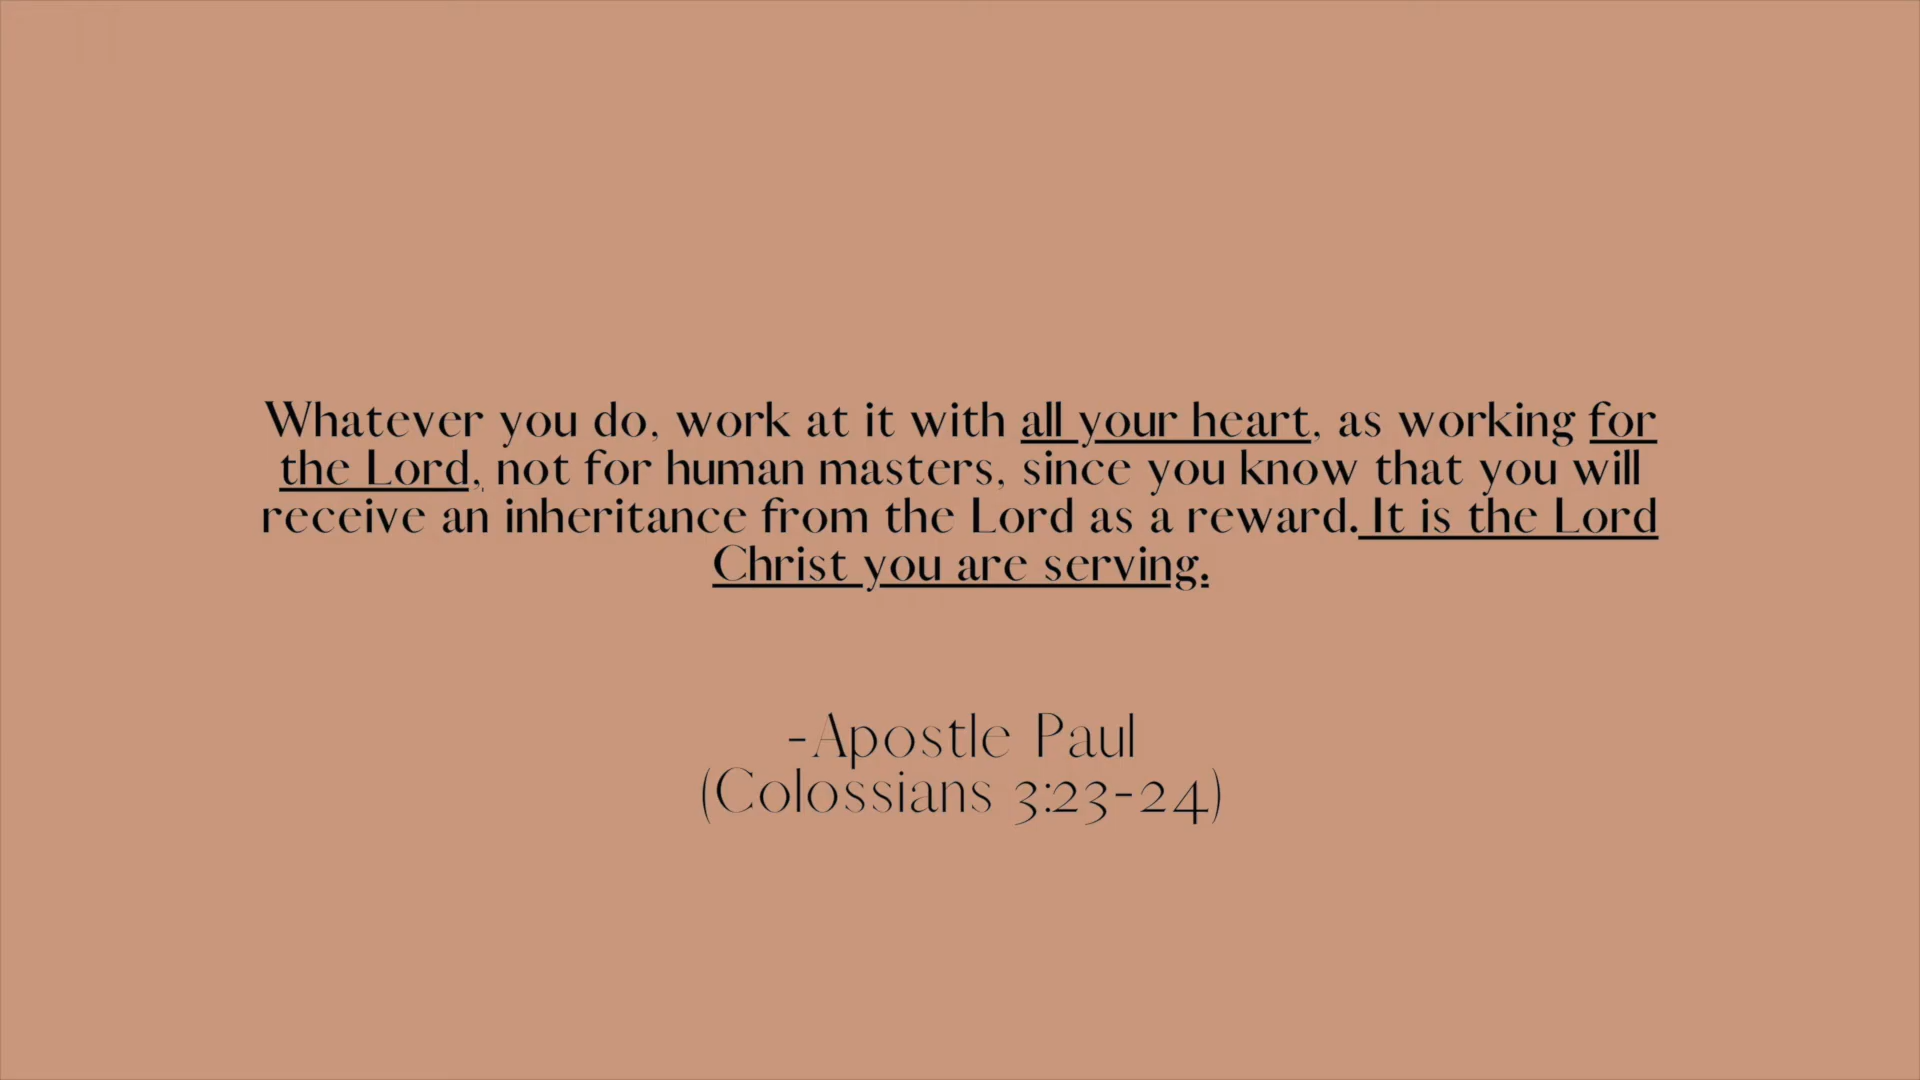 Whatever you do, work at it with all your heart, as working for
the Lord, not for human masters, since you know that you will
receive an inheritance from the Lord as a reward. It is the Lord
Christ you are serving.
-Apostle Paul
(Colossians 3:23-24)